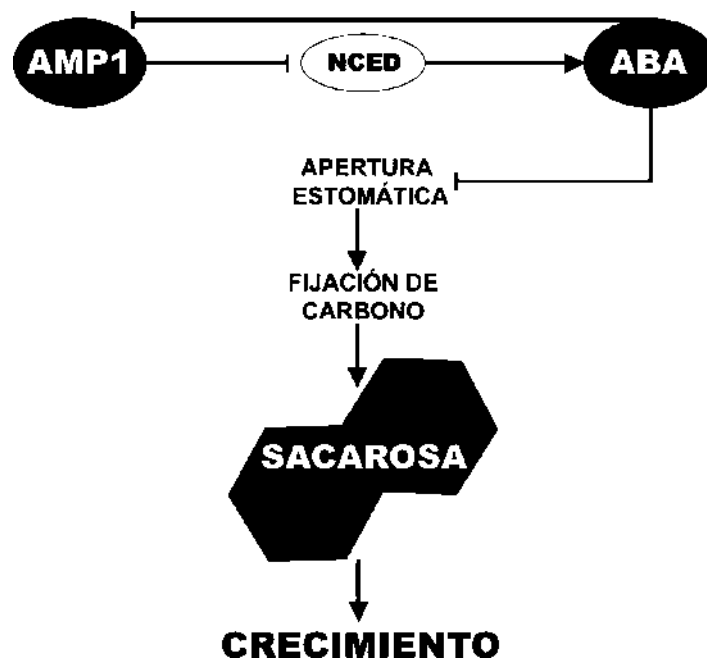 AMP1
NCED
ABA
APERTURA
ESTOMÁTICA
FIJACIÓN DE
CARBONO
SACAROSA
CRECIMIENTO